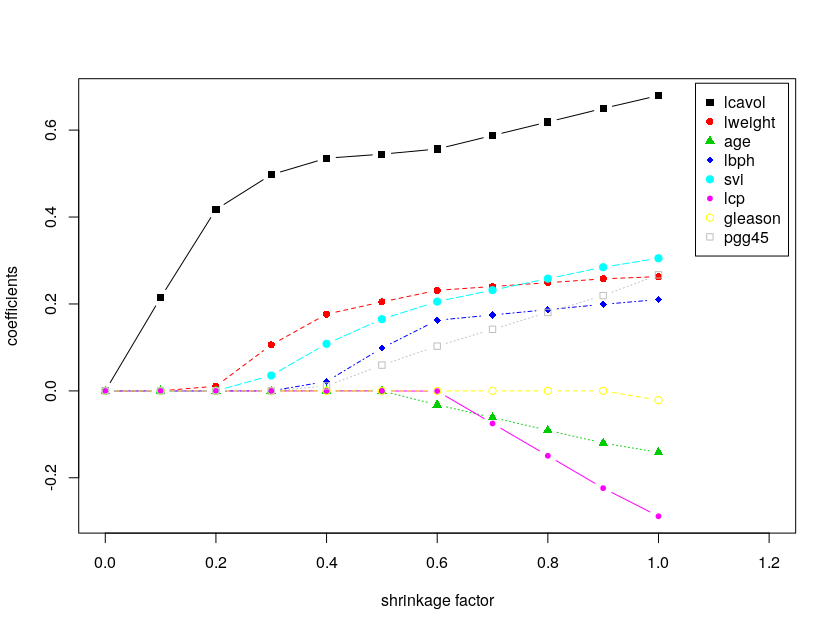 lcavol
lweight
age
lbph
svi
lcp
gleason
pgg45
0.6
0.4
0.2
0.0
-0.2
coefficients
0.0 0.2 0.4 0.6 0.8 1.0 1.2
shrinkage factor